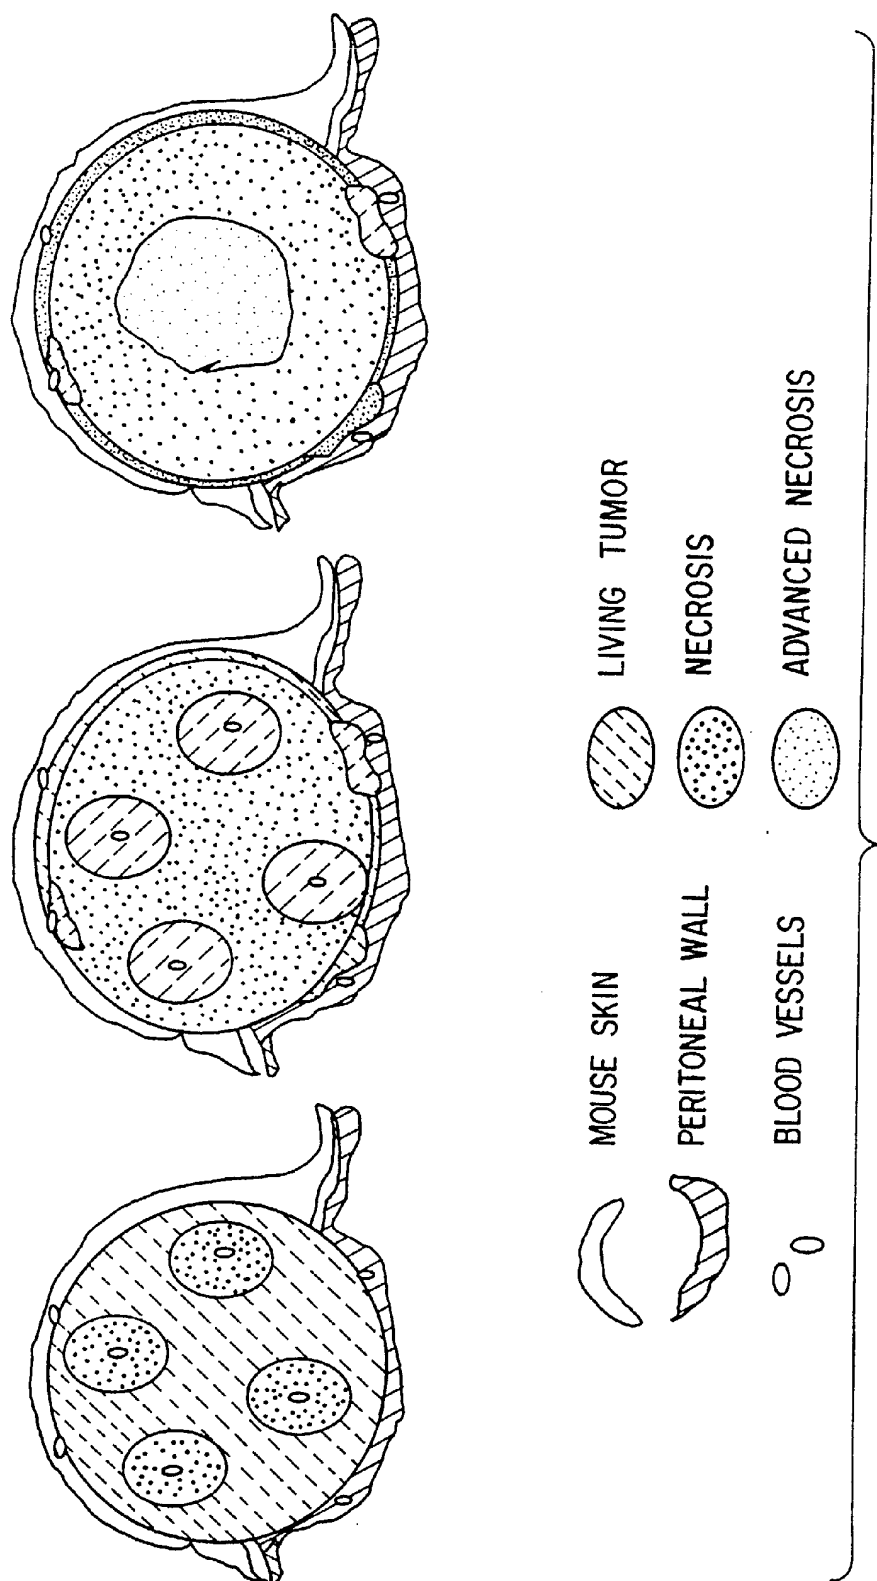 MOUSE SKIN
PERITONEAL WALL
BLOOD VESSELS
LIVING TUMOR
NECROSIS
ADVANCED NECROSIS